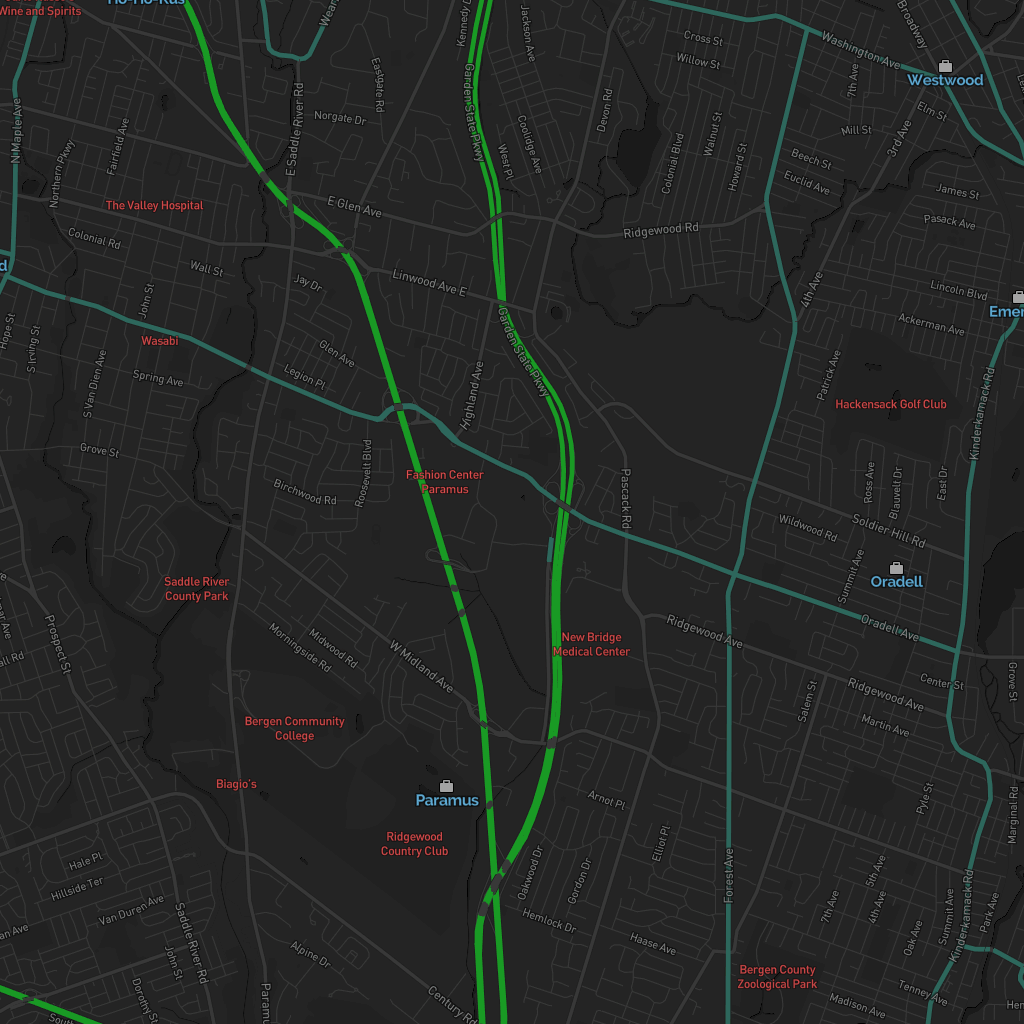 Ho-Ho-Kus
Wine and Spirits
Kennedy D
Jackson Ave
Broadway
Cross St
Washington Ave
Willow St
Eastgate Rd
7th Ave
Westwood
E Saddle River Rd
Garden State Pkwy
Devon Rd
Elm St
N Maple Ave
Fairfield Ave
Norgate Dr
Coolidge Ave
Walnut St
Mill St
3rd Ave
Northern Pkwy
West Pl
Colonial Blvd
Howard St
Beech St
Euclid Ave
James St
The Valley Hospital
E Glen Ave
Ridgewood Rd
Pasack Ave
Colonial Rd
Wall St
d
Jay Dr
Linwood Ave E
4th Ave
Lincoln Blvd
John St
Emer
Hope St
S Irving St
Wasabi
Glen Ave
Garden State Pkwy
Ackerman Ave
S Van Dien Ave
Spring Ave
Legion Pl
Highland Ave
Patrick Ave
Kinderkamack Rd
Hackensack Golf Club
Grove St
Birchwood Rd
Roosevelt Blvd
Fashion Center
Paramus
Pascack Rd
Ross Ave
Blauvelt Dr
East Dr
Wildwood Rd
Soldier Hill Rd
Saddle River
County Park
Summit Ave
Oradell
Prospect St
Morningside Rd
Midwood Rd
W Midland Ave
New Bridge
Medical Center
Ridgewood Ave
Oradell Ave
Center St
Grove St
Salem St
Ridgewood Ave
Martin Ave
Bergen Community
College
Biagio's
Paramus
Arnot Pl
Pyle St
Marginal Rd
Ridgewood
Country Club
Elliot Pl
Hale Pl
Hillside Ter
Van Duren Ave
Oakwood Dr
Gordon Dr
Forest Ave
5th Ave
7th Ave
4th Ave
Kinderkamack Rd
Summit Ave
Park Ave
Saddle River Rd
Hemlock Dr
Haase Ave
Oak Ave
John St
Alpine Dr
Bergen County
Zoological Park
Dorothy St
Paramu
Century Rd
Madison Ave
Tenney Ave
South